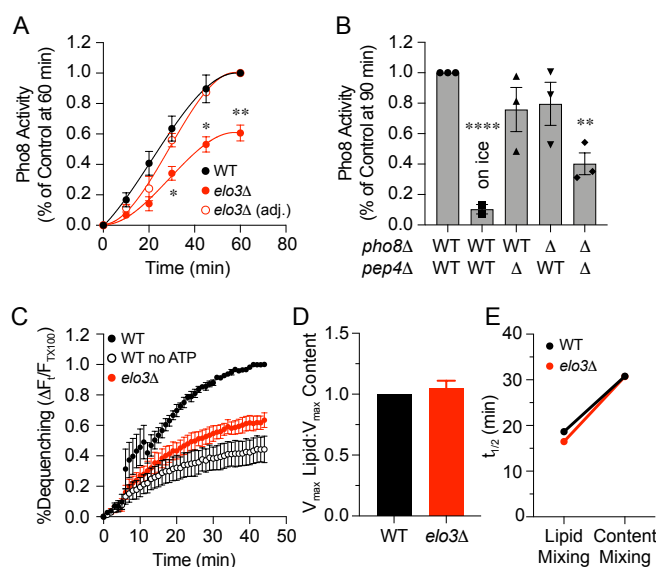 A
Pho8 Activity
(% of Control at 60 min)
1.2
1.0
0.8
0.6
0.4
0.2
0.0
0 20 40 60 80
Time (min)
*
*
**
WT
elo3Δ
elo3Δ (adj.)
B
Pho8 Activity
(% of Control at 90 min)
1.2
1.0
0.8
0.6
0.4
0.2
0.0
****
on ice
**
pho8Δ WT WT WT Δ Δ
pep4Δ WT WT Δ WT Δ
C
%Dequenching (ΔFt/FTX100)
1.2
1.0
0.8
0.6
0.4
0.2
0.0
0 10 20 30 40 50
Time (min)
WT
WT no ATP
elo3Δ
D
Vmax Lipid:Vmax Content
1.5
1.0
0.5
0.0
WT elo3Δ
E
WT
elo3Δ
t1/2 (min)
40
30
20
10
0
Lipid
Mixing
Content
Mixing